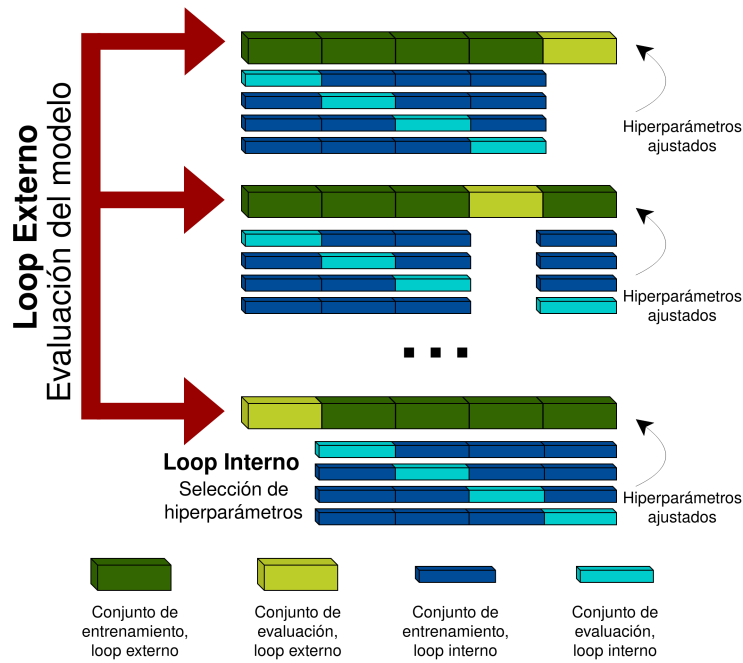 Loop Externo
Evaluación del modelo
Hiperparámetros
ajustados
Hiperparámetros
ajustados
Loop Interno
Selección de
hiperparámetros
Hiperparámetros
ajustados
Conjunto de
entrenamiento,
loop externo
Conjunto de
evaluación,
loop externo
Conjunto de
entrenamiento,
loop interno
Conjunto de
evaluación,
loop interno